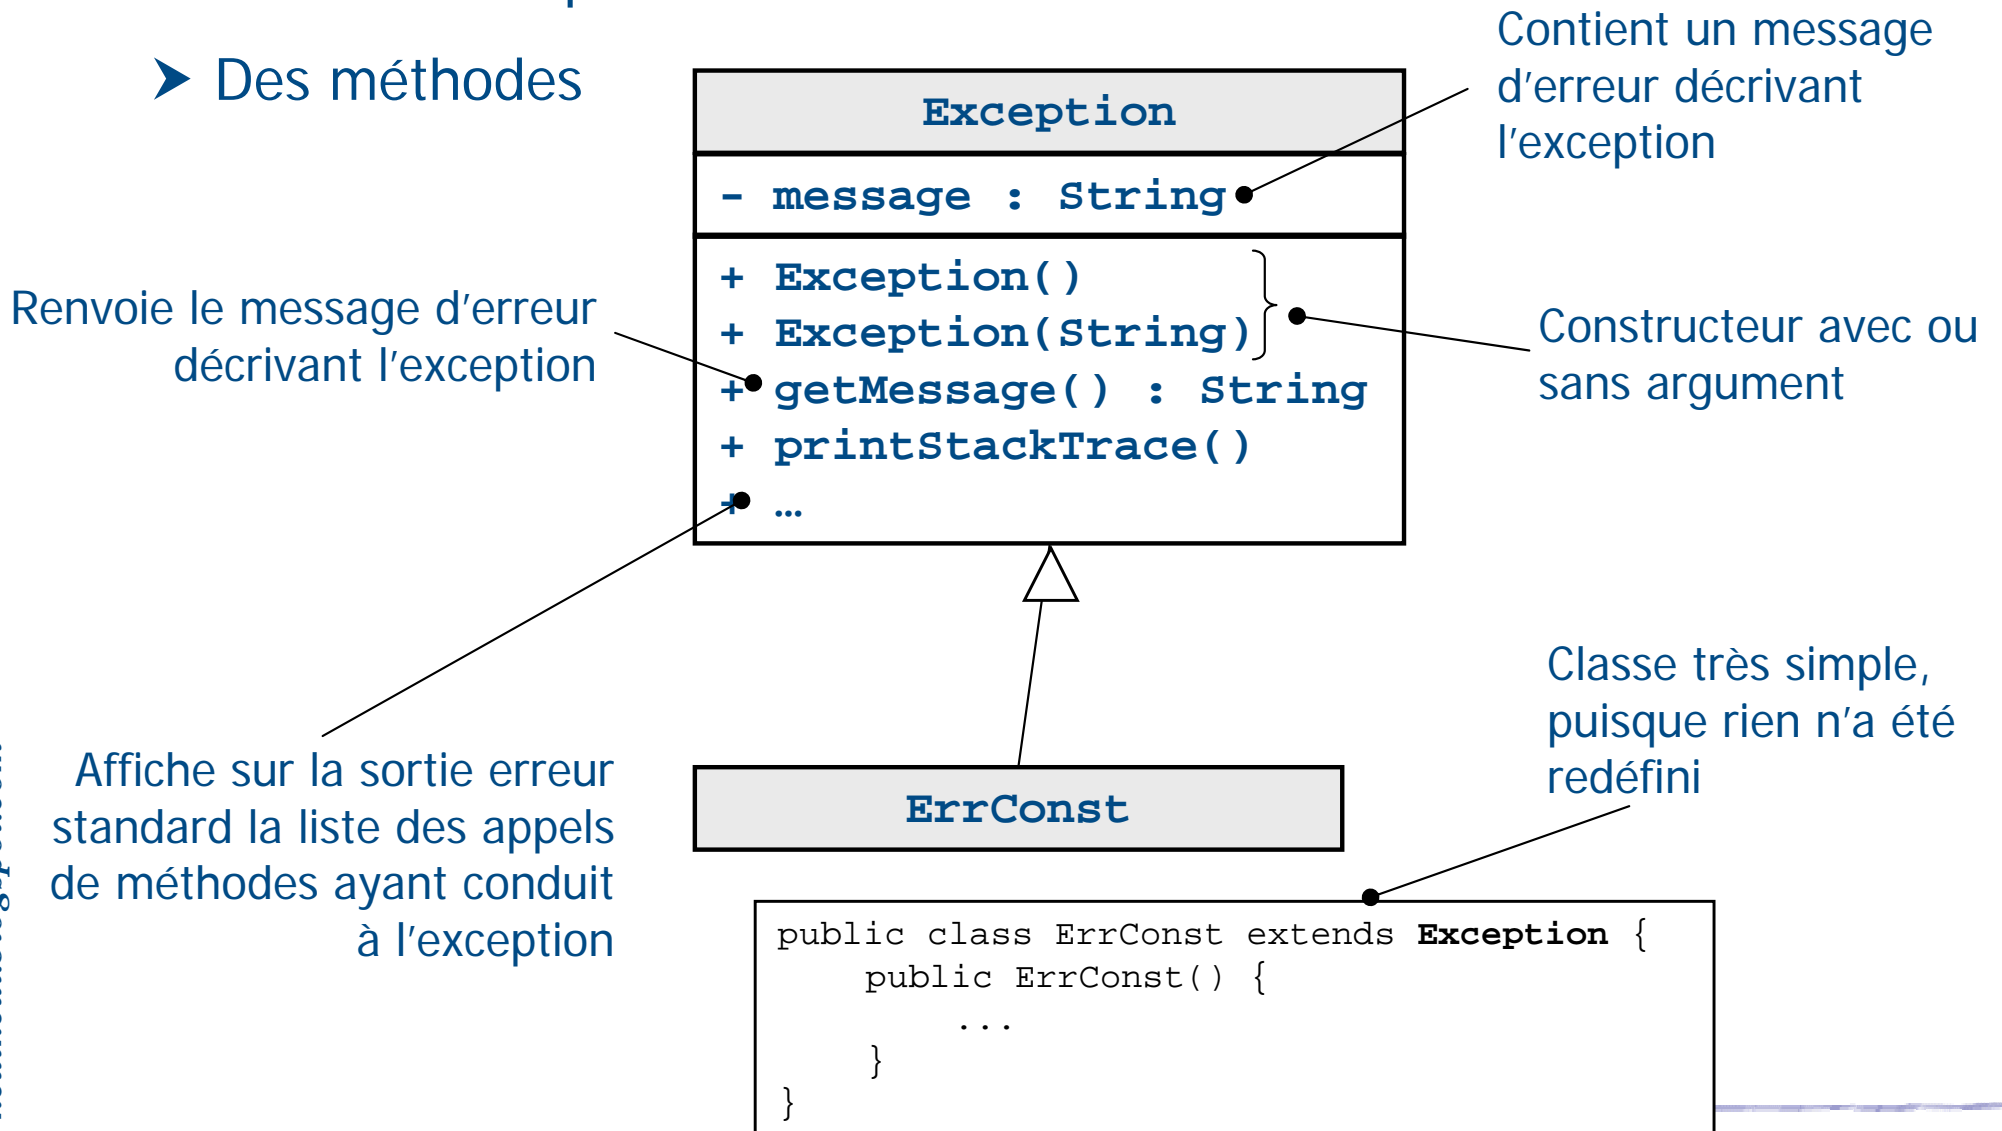 ➤ Des méthodes
Contient un message
d'erreur décrivant
l'exception
Exception
- message : String
+ Exception()
+ Exception(String)
+ getMessage() : String
+ printStackTrace()
+ …
Renvoie le message d'erreur
décrivant l'exception
Constructeur avec ou
sans argument
Affiche sur la sortie erreur
standard la liste des appels
de méthodes ayant conduit
à l'exception
ErrConst
Classe très simple,
puisque rien n'a été
redéfini
public class ErrConst extends Exception {
public ErrConst() {
...
}
}